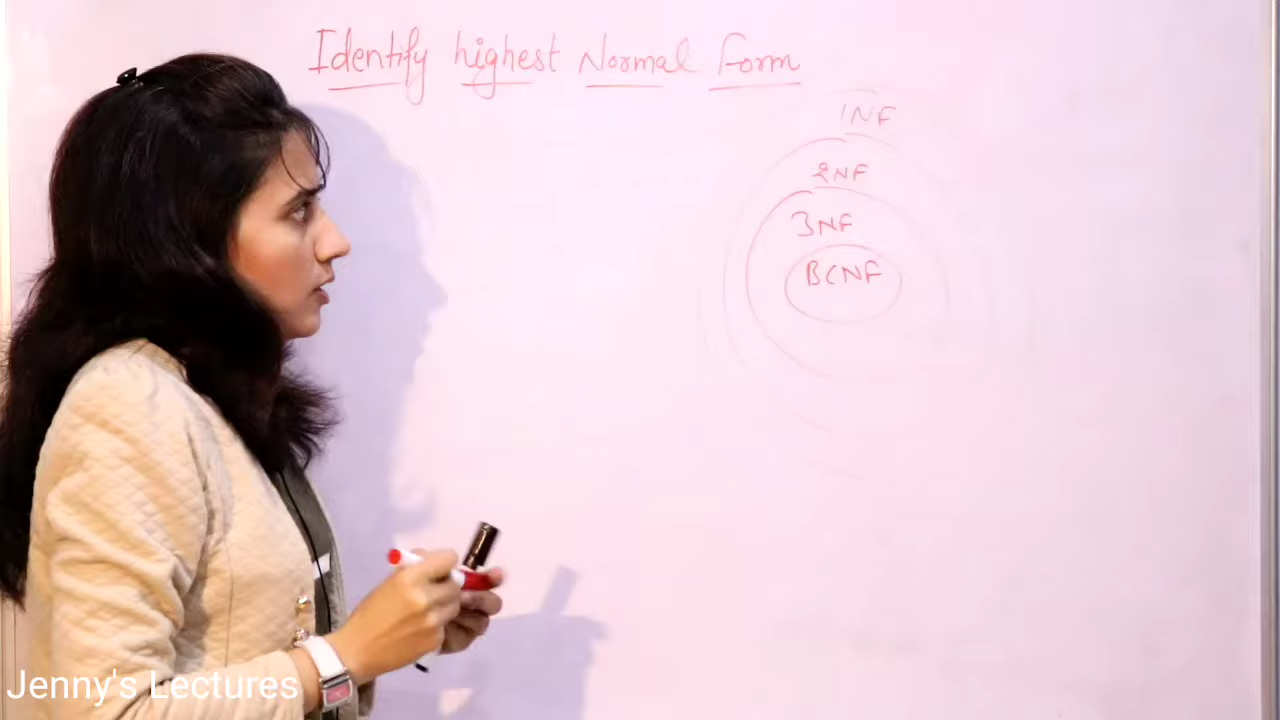 Identify highest Normal Form
1NF
2NF
3NF
BCNF
Jenny's Lectures